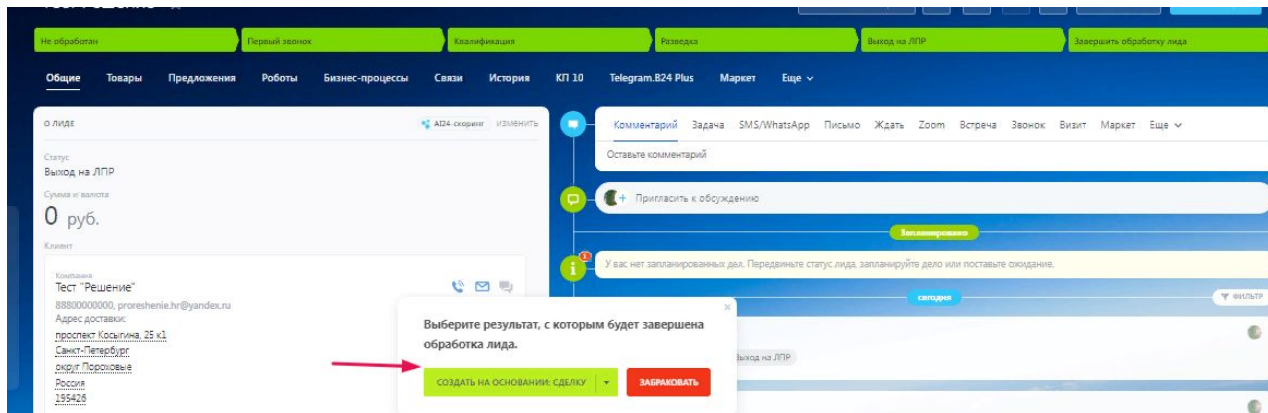 Не обработан Первый звонок Квалификация Разведка Выход на ЛПР Завершить обработку лида
Общие Товары Предложения Роботы Бизнес-процессы Связи История КП 10 Telegram.B24 Plus Маркет Еще
О ЛИДЕ AI24-скоринг ИЗМЕНИТЬ
Статус
Выход на ЛПР
Сумма и валюта
0 руб.
Клиент
Компания
Тест "Решение"
88800000000, proreshenie.hr@yandex.ru
Адрес доставки:
проспект Косыгина, 25 к1
Санкт-Петербург
округ Пороховые
Россия
195426
Комментарий Задача SMS/WhatsApp Письмо Ждать Zoom Встреча Звонок Визит Маркет Еще
Оставьте комментарий
Пригласить к обсуждению
Запланировано
1
У вас нет запланированных дел. Передвиньте статус лида, запланируйте дело или поставьте ожидание.
сегодня
ФИЛЬТР
Выход на ЛПР
Выберите результат, с которым будет завершена
обработка лида.
СОЗДАТЬ НА ОСНОВАНИИ: СДЕЛКУ ЗАБРАКОВАТЬ